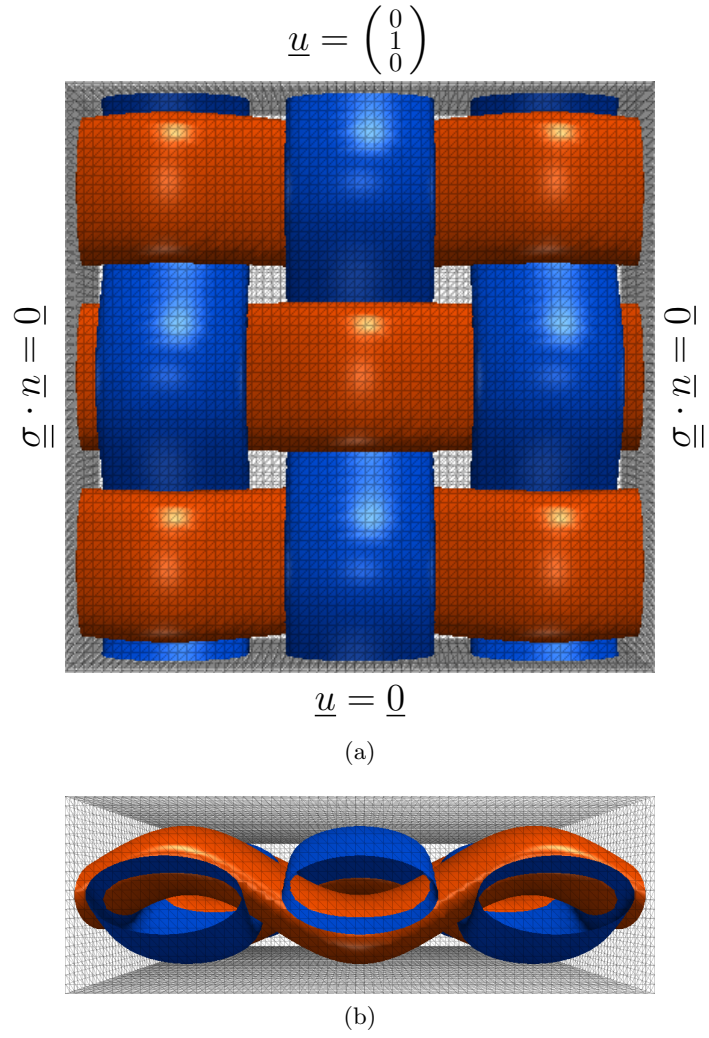 u = (0 1 0)
σ · n = 0
σ · n = 0
u = 0
(a)
(b)